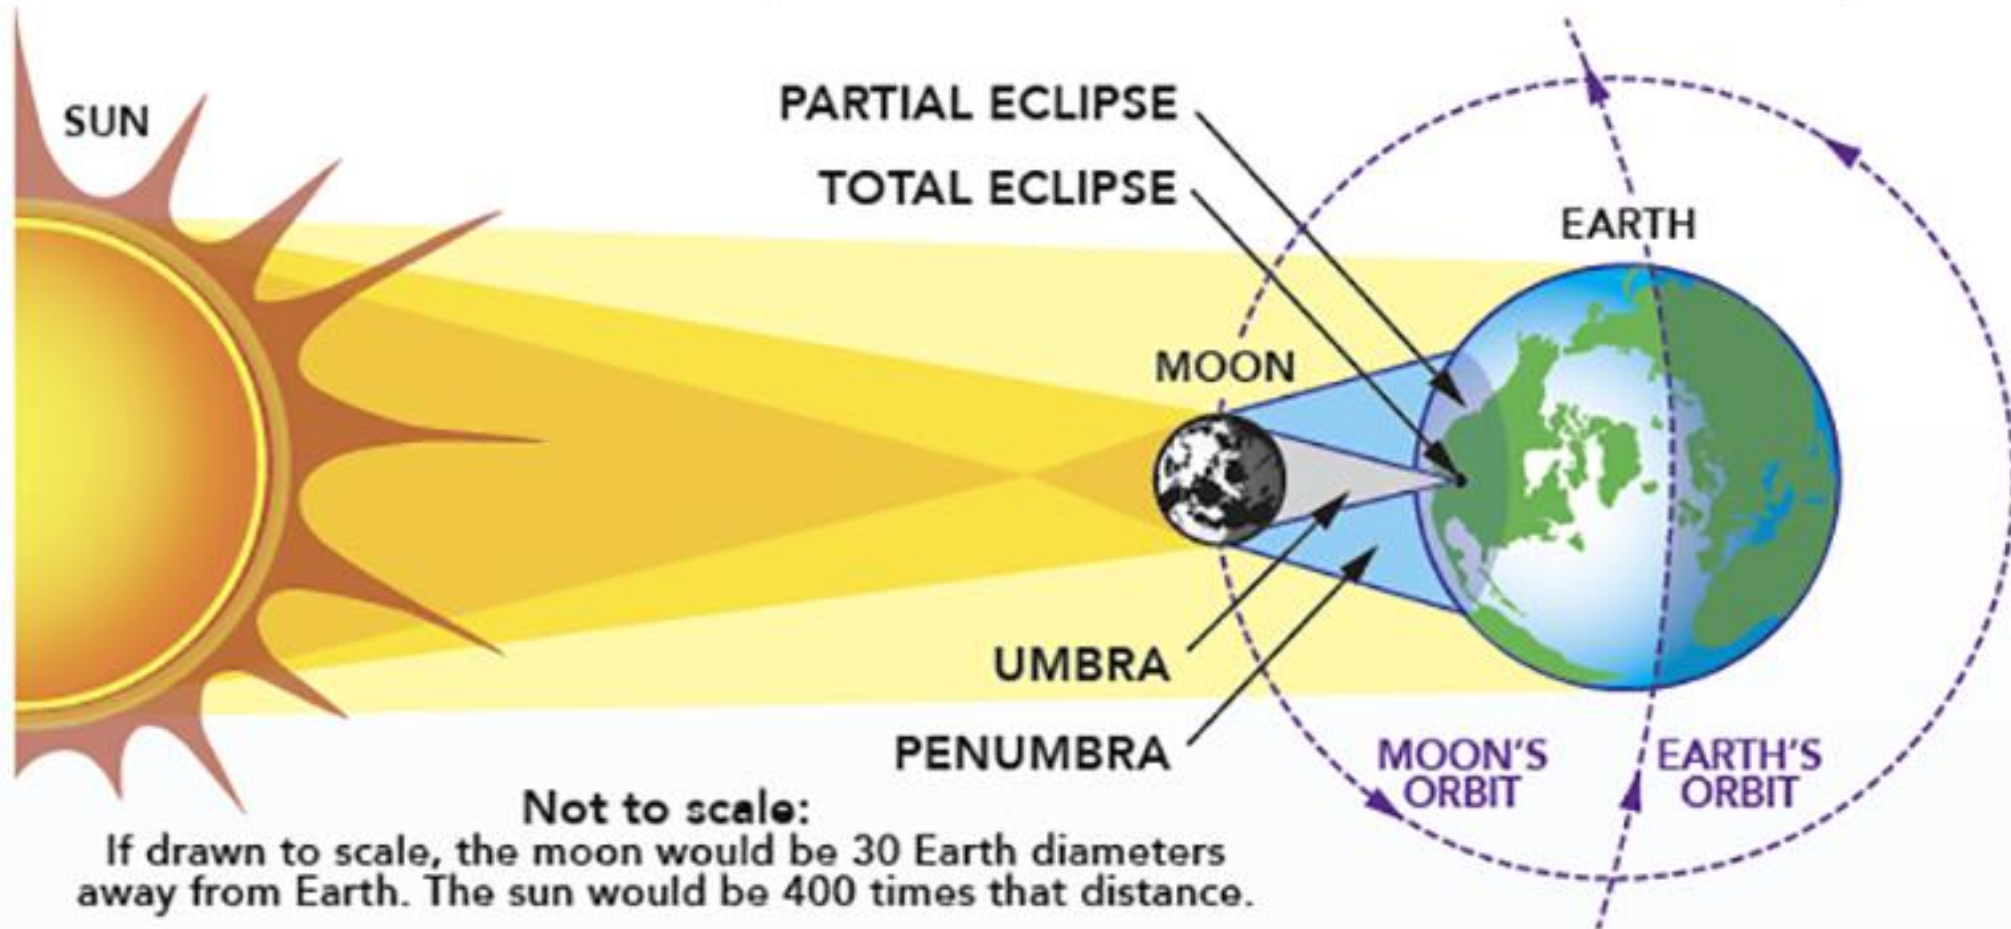 SUN
PARTIAL ECLIPSE
TOTAL ECLIPSE
EARTH
MOON
UMBRA
PENUMBRA
MOON'S
ORBIT
EARTH'S
ORBIT
Not to scale:
If drawn to scale, the moon would be 30 Earth diameters
away from Earth. The sun would be 400 times that distance.